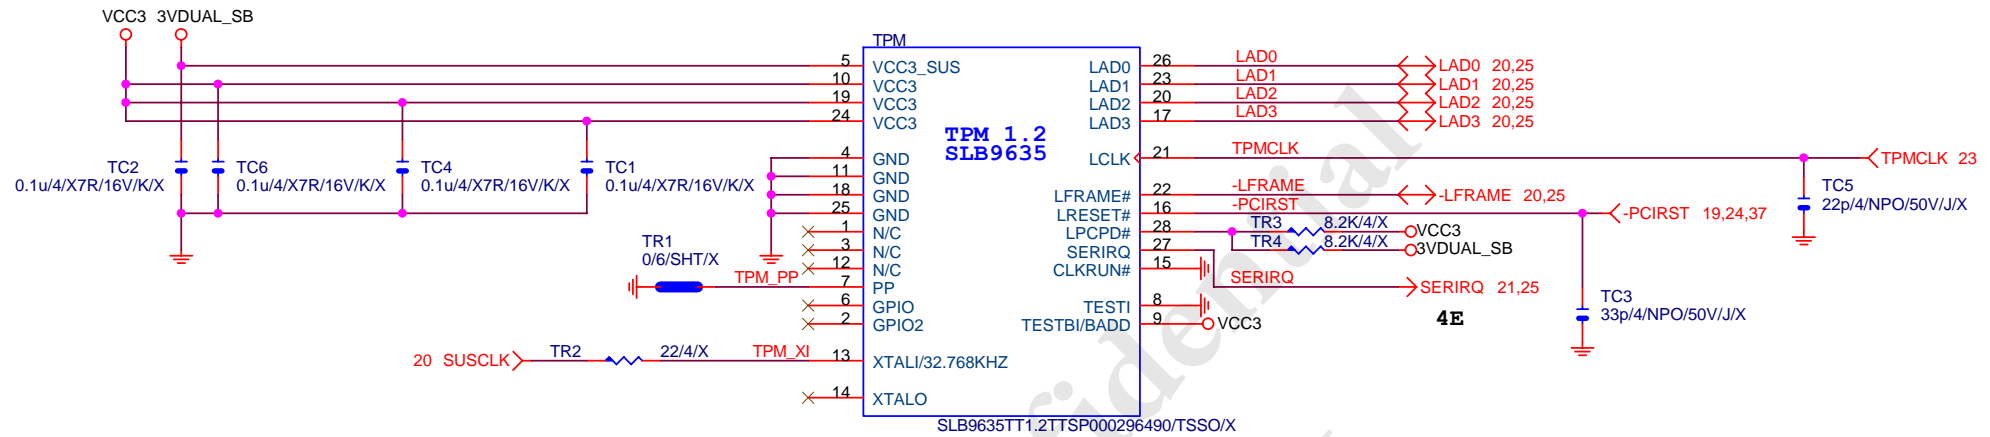 VCC3 3VDUAL_SB
TPM
5 VCC3_SUS
10 VCC3
19 VCC3
24 VCC3
4 GND
11 GND
18 GND
25 GND
1 N/C
3 N/C
12 N/C
7 PP
6 GPIO
2 GPIO2
13 XTALI/32.768KHZ
14 XTALO
TPM 1.2
SLB9635
LAD0 26 LAD0 LAD0 20,25
LAD1 23 LAD1 LAD1 20,25
LAD2 20 LAD2 LAD2 20,25
LAD3 17 LAD3 LAD3 20,25
LCLK 21 TPMCLK TPMCLK 23
LFRAME# 22 -LFRAME -LFRAME 20,25
LRESET# 16 -PCIRST -PCIRST 19,24,37
LPCPD# 28 TR3 8.2K/4/X VCC3
SERIRQ 27 TR4 8.2K/4/X 3VDUAL_SB
CLKRUN# 15
SERIRQ SERIRQ 21,25
TESTI 8
4E
TESTBI/BADD 9 VCC3
TC2
0.1u/4/X7R/16V/K/X
TC6
0.1u/4/X7R/16V/K/X
TC4
0.1u/4/X7R/16V/K/X
TC1
0.1u/4/X7R/16V/K/X
TR1
0/6/SHT/X
TPM_PP
20 SUSCLK TR2 22/4/X TPM_XI
TC5
22p/4/NPO/50V/J/X
TC3
33p/4/NPO/50V/J/X
SLB9635TT1.2TTSP000296490/TSSO/X
fidential